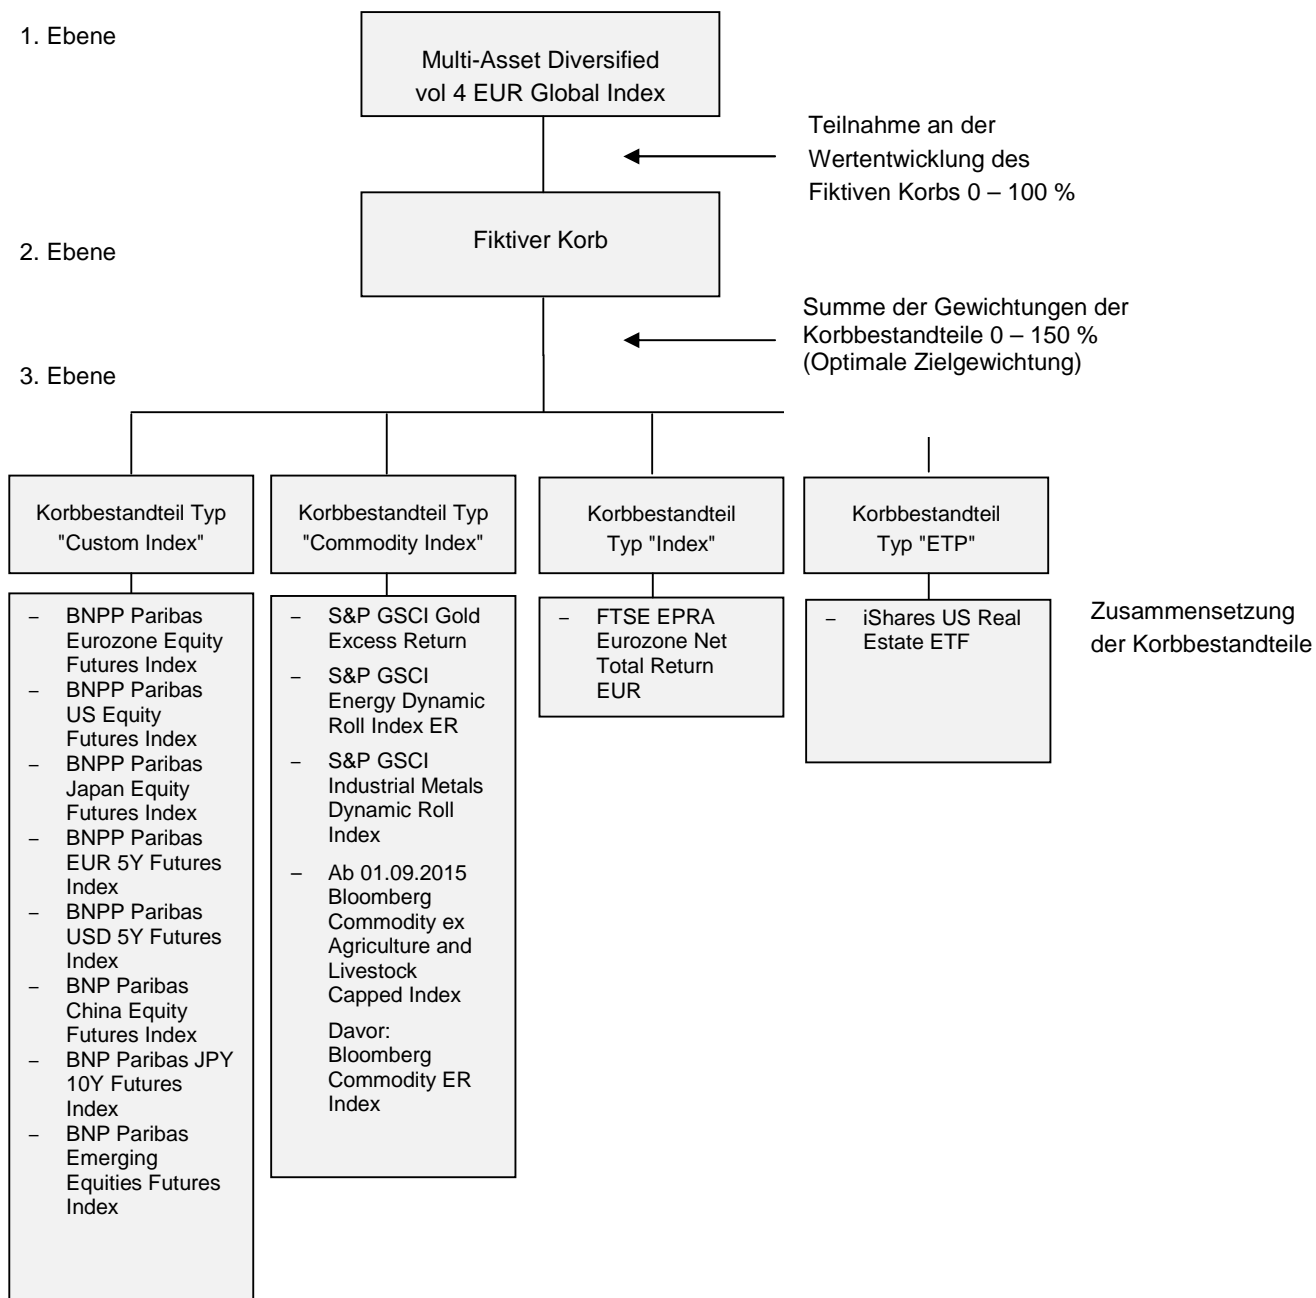 1. Ebene
Multi-Asset Diversified
vol 4 EUR Global Index
Teilnahme an der
Wertentwicklung des
Fiktiven Korbs 0 – 100 %
2. Ebene
Fiktiver Korb
Summe der Gewichtungen der
Korbbestandteile 0 – 150 %
(Optimale Zielgewichtung)
3. Ebene
Korbbestandteil Typ
"Custom Index"
Korbbestandteil Typ
"Commodity Index"
Korbbestandteil
Typ "Index"
Korbbestandteil
Typ "ETP"
– BNPP Paribas
Eurozone Equity
Futures Index
– BNPP Paribas
US Equity
Futures Index
– BNPP Paribas
Japan Equity
Futures Index
– BNPP Paribas
EUR 5Y Futures
Index
– BNPP Paribas
USD 5Y Futures
Index
– BNP Paribas
China Equity
Futures Index
– BNP Paribas JPY
10Y Futures
Index
– BNP Paribas
Emerging
Equities Futures
Index
– S&P GSCI Gold
Excess Return
– S&P GSCI
Energy Dynamic
Roll Index ER
– S&P GSCI
Industrial Metals
Dynamic Roll
Index
– Ab 01.09.2015
Bloomberg
Commodity ex
Agriculture and
Livestock
Capped Index
Davor:
Bloomberg
Commodity ER
Index
– FTSE EPRA
Eurozone Net
Total Return
EUR
– iShares US Real
Estate ETF
Zusammensetzung
der Korbbestandteile